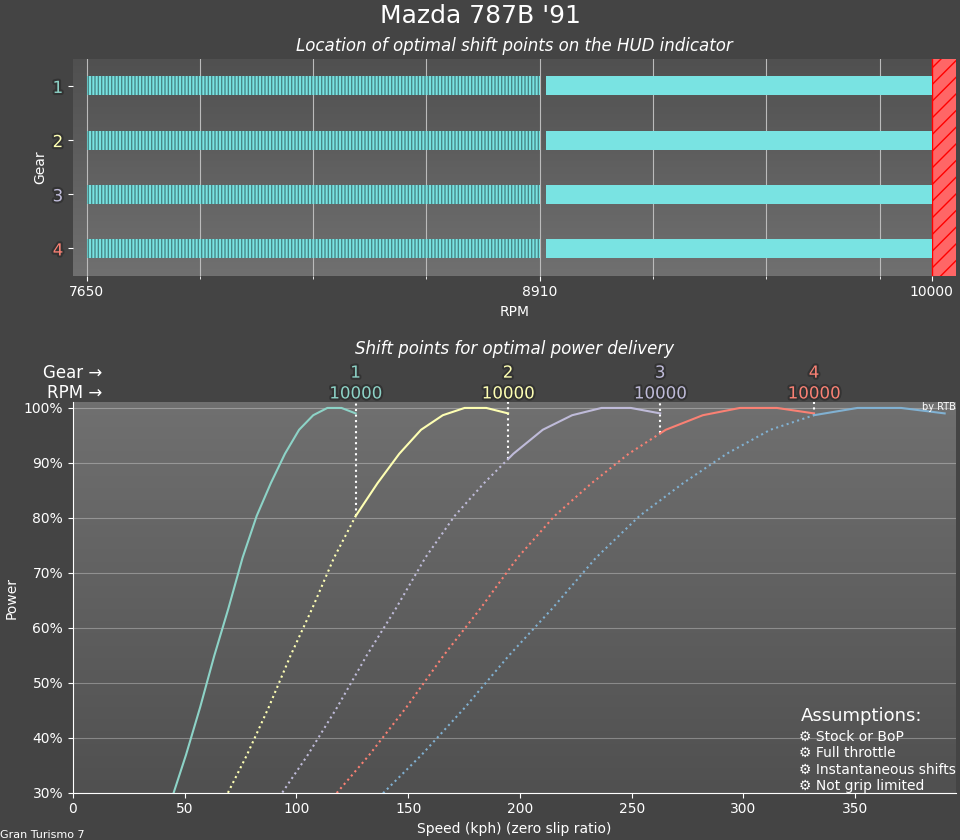 Mazda 787B '91
Location of optimal shift points on the HUD indicator
Gear
1
2
3
4
7650 8910 10000
RPM
Shift points for optimal power delivery
Gear → 1 2 3 4
RPM → 10000 10000 10000 10000
by RTB
Power
100%
90%
80%
70%
60%
50%
40%
30%
Assumptions:
⚙ Stock or BoP
⚙ Full throttle
⚙ Instantaneous shifts
⚙ Not grip limited
0 50 100 150 200 250 300 350
Speed (kph) (zero slip ratio)
Gran Turismo 7